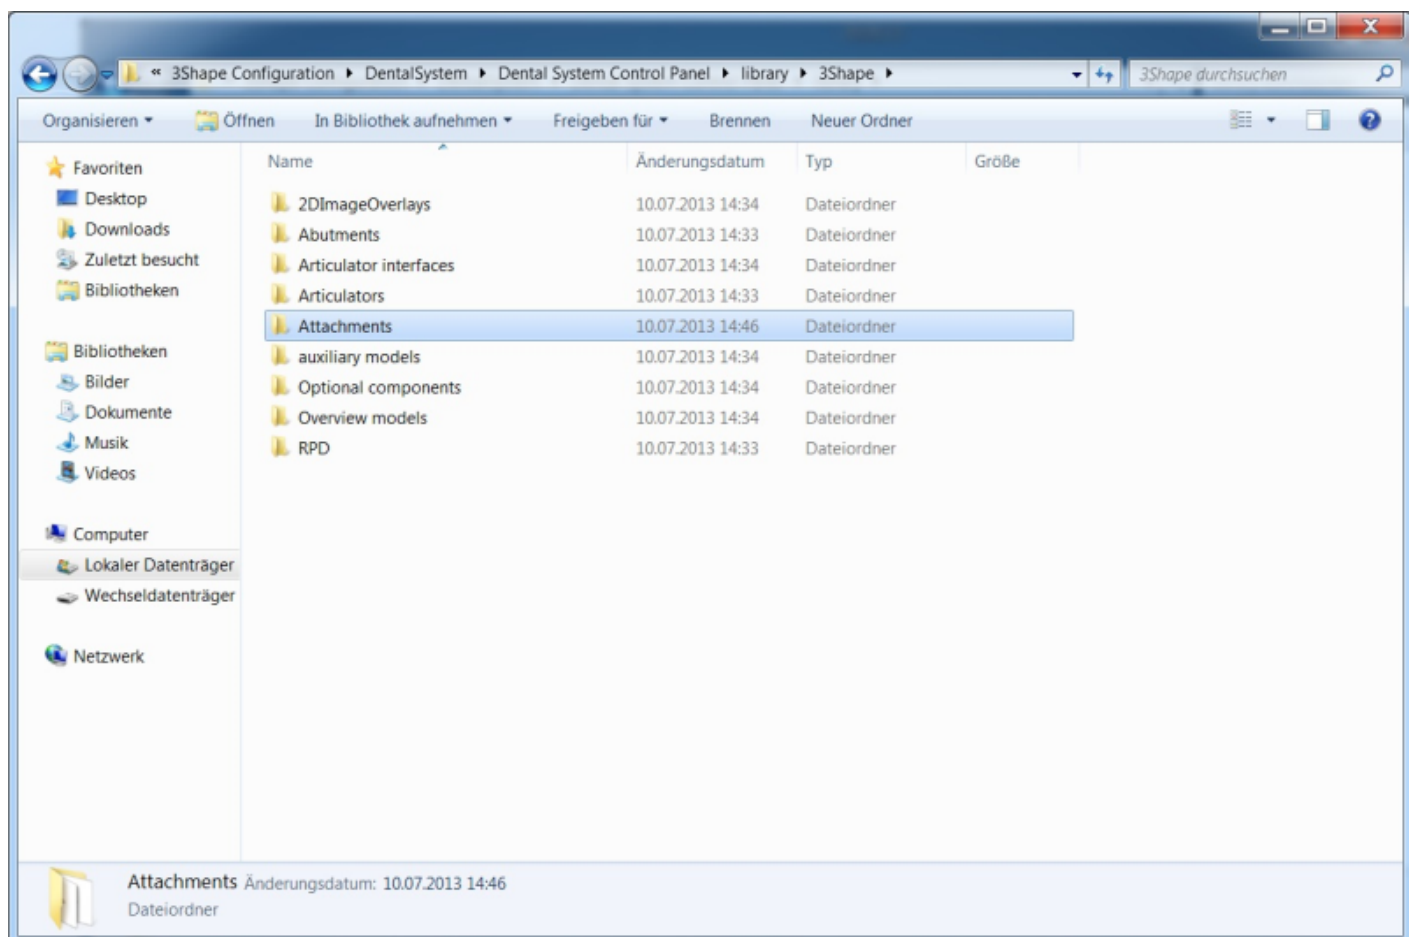 « 3Shape Configuration ▸ DentalSystem ▸ Dental System Control Panel ▸ library ▸ 3Shape ▸ 3Shape durchsuchen
Organisieren Öffnen In Bibliothek aufnehmen Freigeben für Brennen Neuer Ordner
Favoriten
Desktop
Downloads
Zuletzt besucht
Bibliotheken
Bibliotheken
Bilder
Dokumente
Musik
Videos
Computer
Lokaler Datenträger
Wechseldatenträger
Netzwerk
Name Änderungsdatum Typ Größe
2DImageOverlays 10.07.2013 14:34 Dateiordner
Abutments 10.07.2013 14:33 Dateiordner
Articulator interfaces 10.07.2013 14:34 Dateiordner
Articulators 10.07.2013 14:33 Dateiordner
Attachments 10.07.2013 14:46 Dateiordner
auxiliary models 10.07.2013 14:34 Dateiordner
Optional components 10.07.2013 14:34 Dateiordner
Overview models 10.07.2013 14:34 Dateiordner
RPD 10.07.2013 14:33 Dateiordner
Attachments Änderungsdatum: 10.07.2013 14:46
Dateiordner